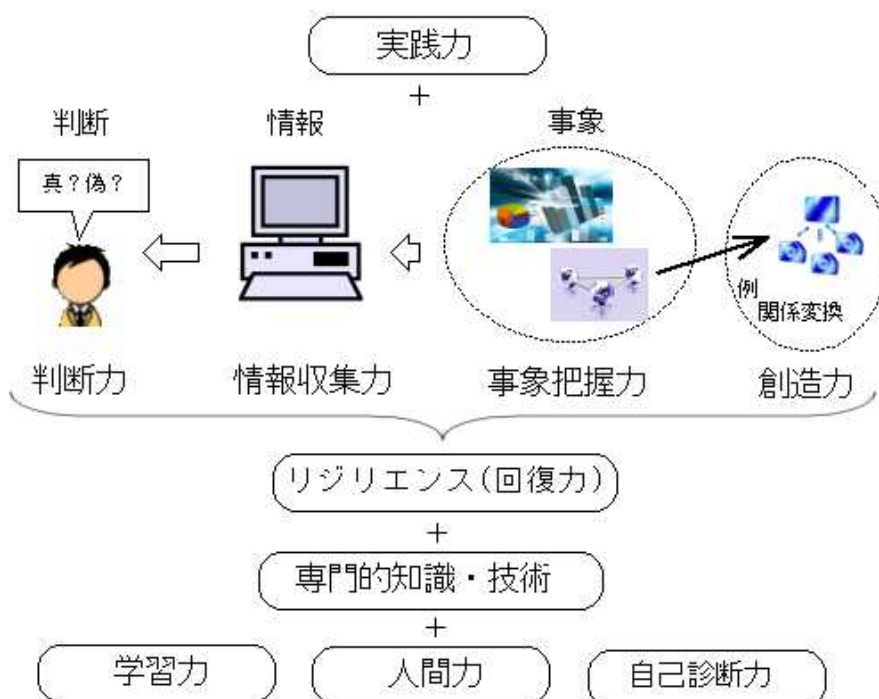 実践力
+
判断 情報 事象
真？偽？
例
関係変換
判断力 情報収集力 事象把握力 創造力
リジリエンス(回復力)
+
専門的知識・技術
+
学習力 人間力 自己診断力